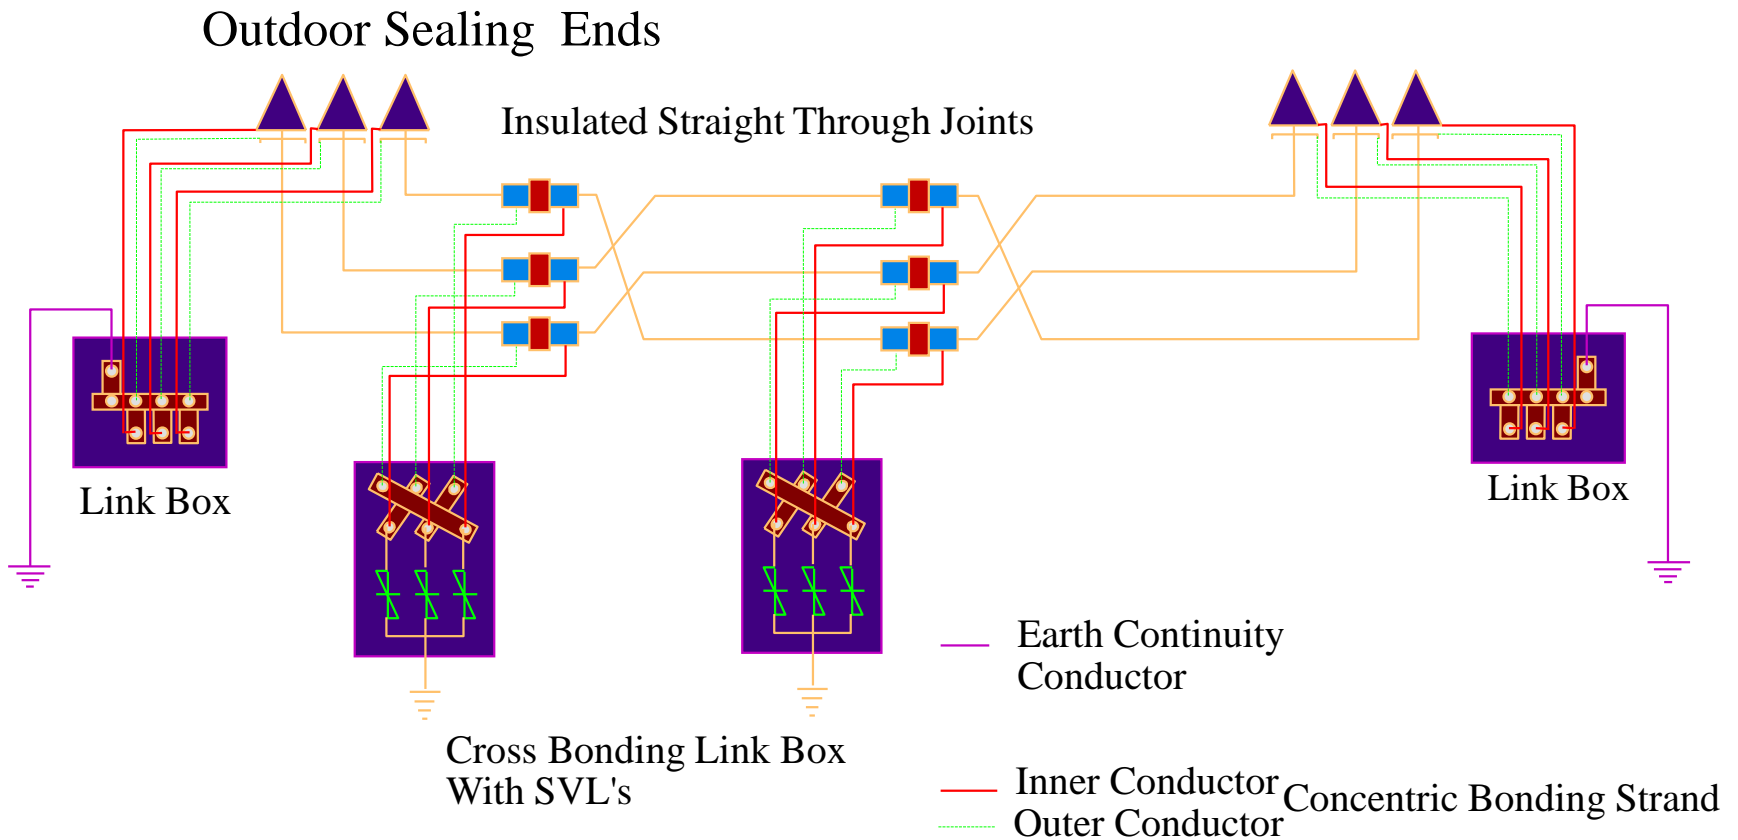 Outdoor Sealing  Ends
Insulated Straight Through Joints
Link Box
Link Box
Earth Continuity
Conductor
Cross Bonding Link Box
With SVL's
Inner Conductor
Outer Conductor
Concentric Bonding Strand